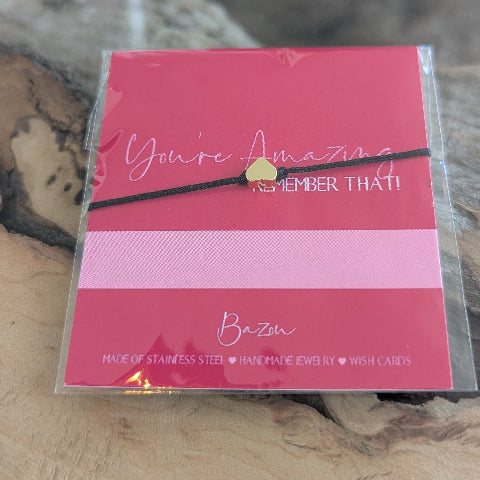 You're Amazing
REMEMBER THAT!
Bazou
MADE OF STAINLESS STEEL ♥ HANDMADE JEWELRY ♥ WISH CARDS